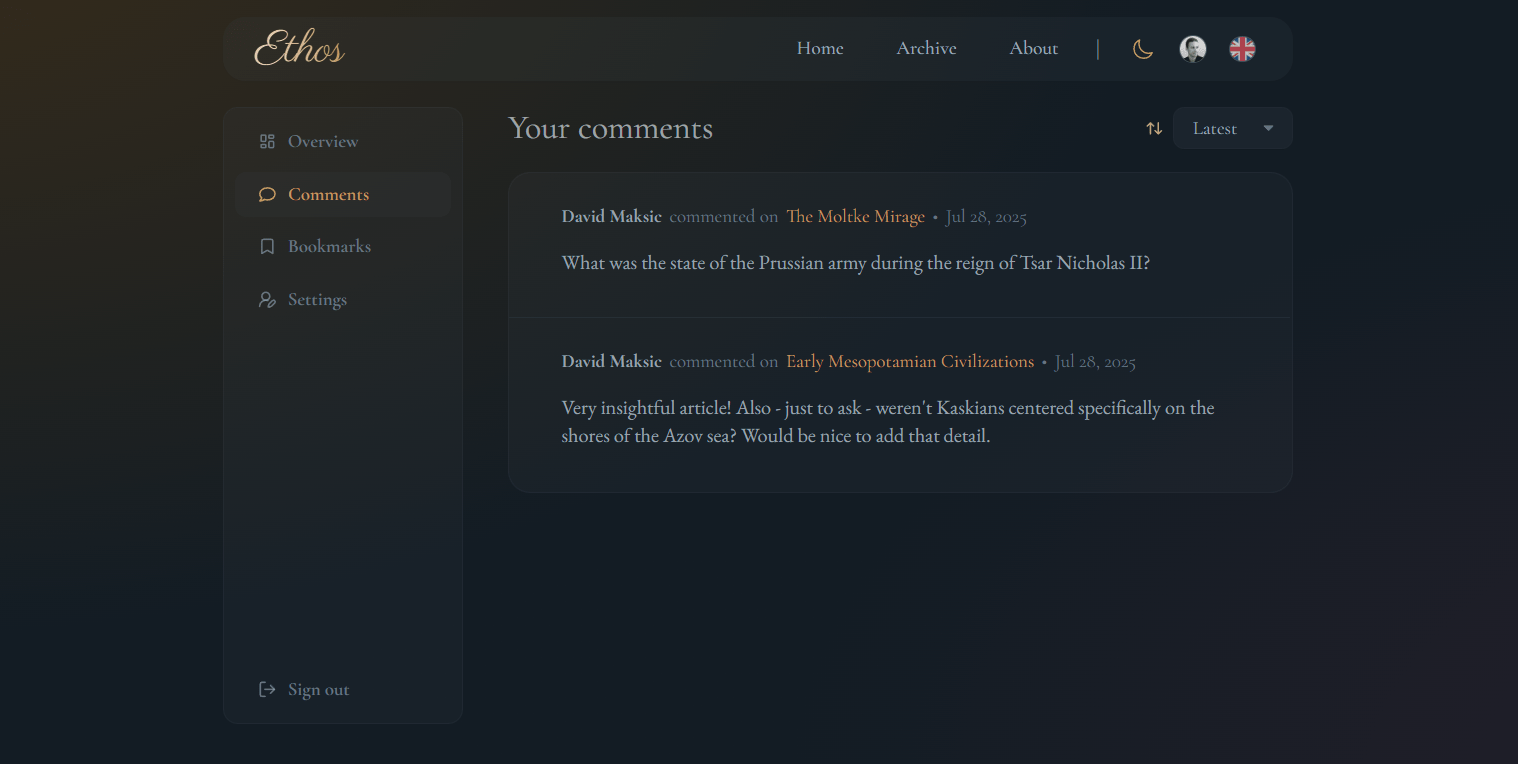 Ethos
Home
Archive
About
Overview
Comments
Bookmarks
Settings
Sign out
Your comments
Latest
David Maksic commented on The Moltke Mirage • Jul 28, 2025
What was the state of the Prussian army during the reign of Tsar Nicholas II?
David Maksic commented on Early Mesopotamian Civilizations • Jul 28, 2025
Very insightful article! Also - just to ask - weren't Kaskians centered specifically on the
shores of the Azov sea? Would be nice to add that detail.